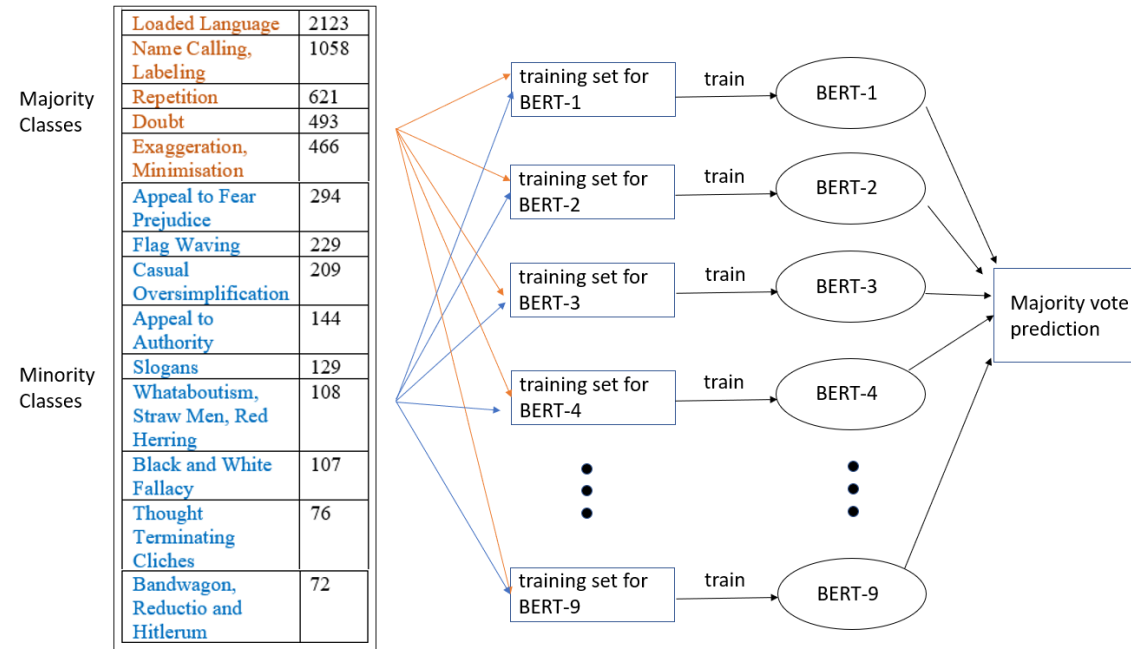 Majority
Classes
Minority
Classes
Loaded Language 2123
Name Calling, 1058
Labeling
Repetition 621
Doubt 493
Exaggeration, 466
Minimisation
Appeal to Fear 294
Prejudice
Flag Waving 229
Casual 209
Oversimplification
Appeal to 144
Authority
Slogans 129
Whataboutism, 108
Straw Men, Red
Herring
Black and White 107
Fallacy
Thought 76
Terminating
Cliches
Bandwagon, 72
Reductio and
Hitlerum
training set for
BERT-1
train
BERT-1
training set for
BERT-2
train
BERT-2
training set for
BERT-3
train
BERT-3
training set for
BERT-4
train
BERT-4
training set for
BERT-9
train
BERT-9
Majority vote
prediction